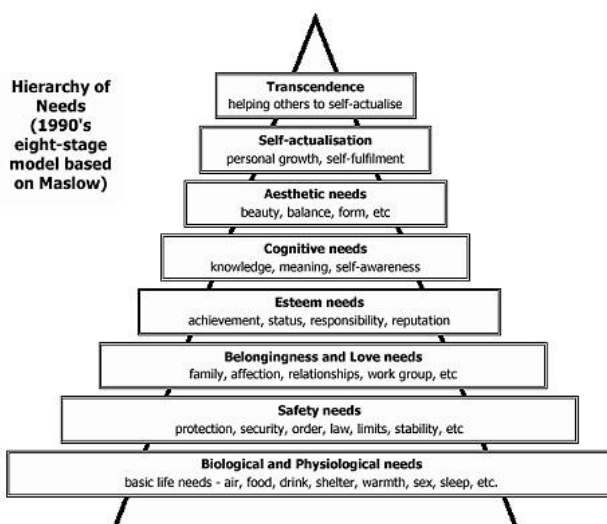 Hierarchy of
Needs
(1990's
eight-stage
model based
on Maslow)
Transcendence
helping others to self-actualise
Self-actualisation
personal growth, self-fulfilment
Aesthetic needs
beauty, balance, form, etc
Cognitive needs
knowledge, meaning, self-awareness
Esteem needs
achievement, status, responsibility, reputation
Belongingness and Love needs
family, affection, relationships, work group, etc
Safety needs
protection, security, order, law, limits, stability, etc
Biological and Physiological needs
basic life needs - air, food, drink, shelter, warmth, sex, sleep, etc.